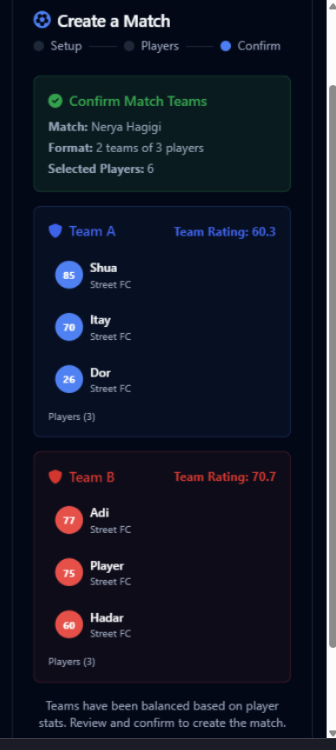 Create a Match
Setup Players Confirm
Confirm Match Teams
Match: Nerya Hagigi
Format: 2 teams of 3 players
Selected Players: 6
Team A Team Rating: 60.3
85 Shua
Street FC
70 Itay
Street FC
26 Dor
Street FC
Players (3)
Team B Team Rating: 70.7
77 Adi
Street FC
75 Player
Street FC
60 Hadar
Street FC
Players (3)
Teams have been balanced based on player
stats. Review and confirm to create the match.